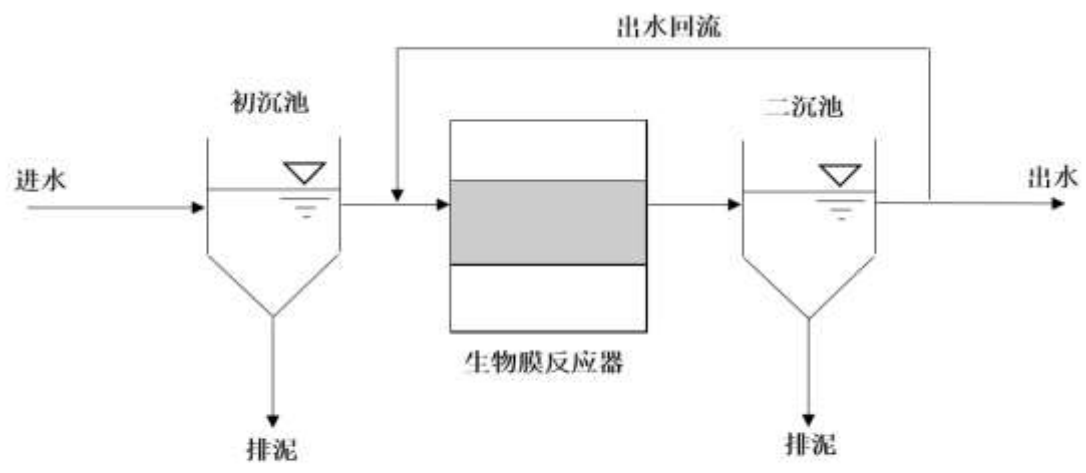 出水回流
初沉池
二沉池
进水
出水
生物膜反应器
排泥
排泥